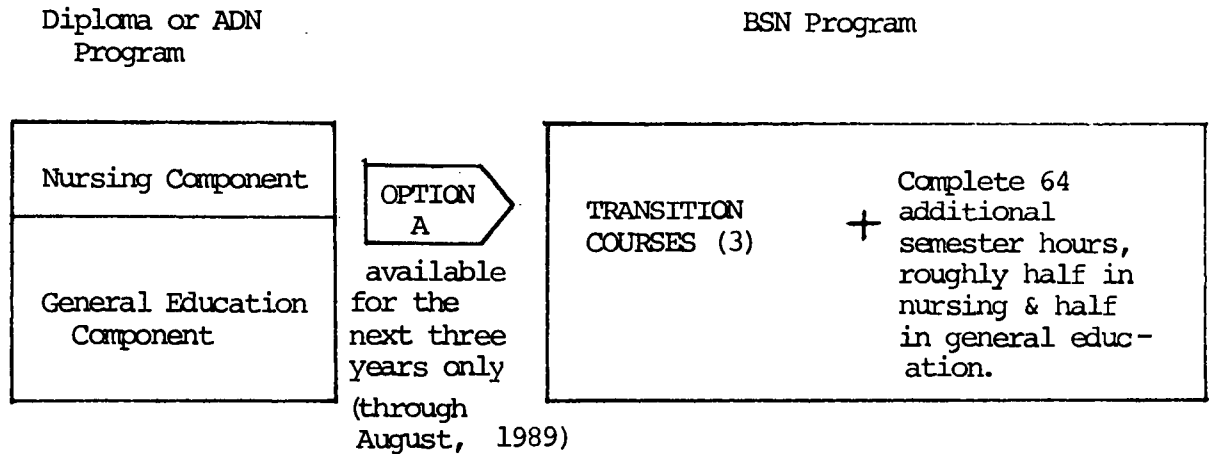 Diploma or ADN
Program
BSN Program
Nursing Component
General Education
Component
OPTION
A
available
for the
next three
years only
(through
August, 1989)
TRANSITION
COURSES (3)
+
Complete 64
additional
semester hours,
roughly half in
nursing & half
in general educ-
ation.